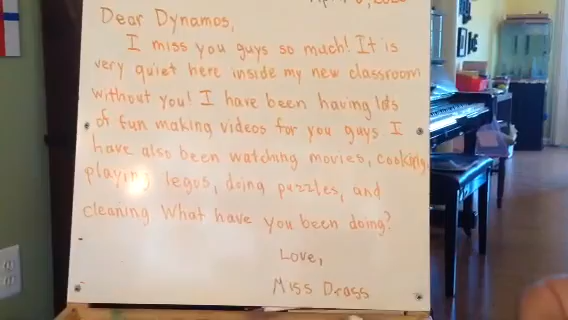 Dear Dynamos,
I miss you guys so much! It is
very quiet here inside my new classroom
without you! I have been having lots
of fun making videos for you guys I
have also been watching movies, cooking,
playing legos, doing puzzles, and
cleaning What have you been doing?
Love,
Miss Drass